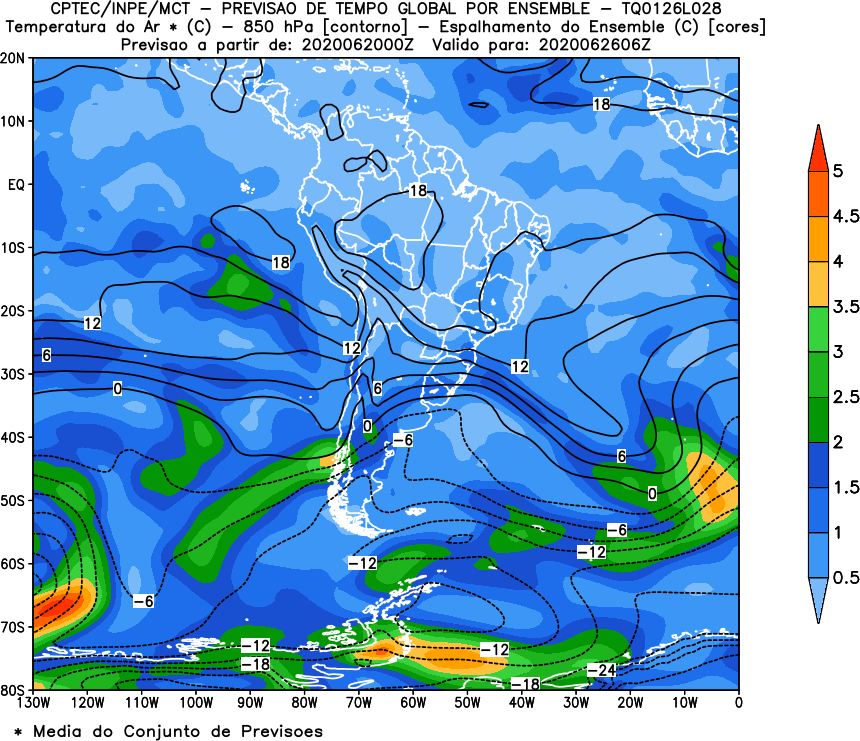 CPTEC/INPE/MCT – PREVISAO DE TEMPO GLOBAL POR ENSEMBLE – TQ0126L028
Temperatura do Ar * (C) – 850 hPa [contorno] – Espalhamento do Ensemble (C) [cores]
Previsao a partir de: 2020062000Z Valido para: 2020062606Z
20N
10N
EQ
10S
20S
30S
40S
50S
60S
70S
80S
18
18
18
12
12
12
6
6
6
0
0
0
–6
–6
–6
–12
–12
–12
–12
–18
–18
–24
130W 120W 110W 100W 90W 80W 70W 60W 50W 40W 30W 20W 10W 0
5
4.5
4
3.5
3
2.5
2
1.5
1
0.5
* Media do Conjunto de Previsoes